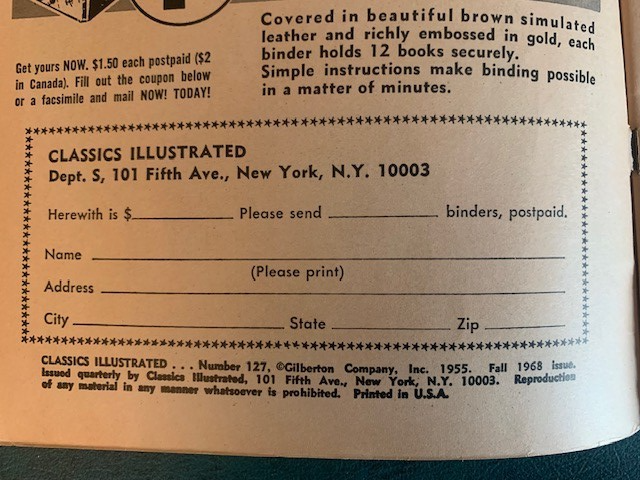 Get yours NOW. $1.50 each postpaid ($2
in Canada). Fill out the coupon below
or a facsimile and mail NOW! TODAY!
Covered in beautiful brown simulated
leather and richly embossed in gold, each
binder holds 12 books securely.
Simple instructions make binding possible
in a matter of minutes.
CLASSICS ILLUSTRATED
Dept. S, 101 Fifth Ave., New York, N.Y. 10003
Herewith is $ Please send binders, postpaid.
Name
(Please print)
Address
City State Zip
CLASSICS ILLUSTRATED . . . Number 127, ©Gilberton Company, Inc. 1955. Fall 1968 issue.
Issued quarterly by Classics Illustrated, 101 Fifth Ave., New York, N.Y. 10003. Reproduction
of any material in any manner whatsoever is prohibited. Printed in U.S.A.